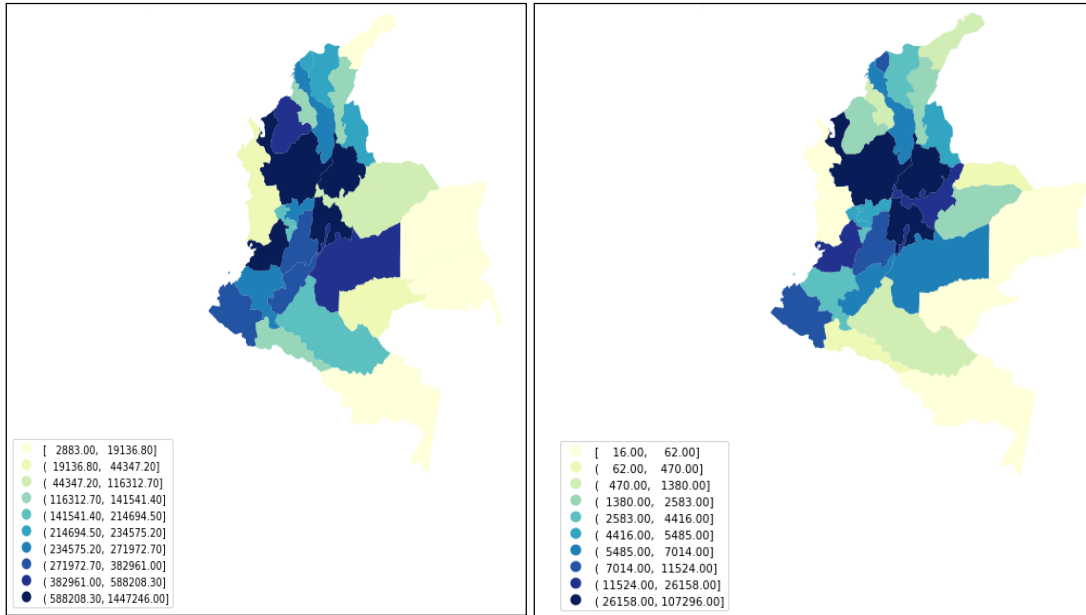 [ 2883.00, 19136.80]
( 19136.80, 44347.20]
( 44347.20, 116312.70]
(116312.70, 141541.40]
(141541.40, 214694.50]
(214694.50, 234575.20]
(234575.20, 271972.70]
(271972.70, 382961.00]
(382961.00, 588208.30]
(588208.30, 1447246.00]
[ 16.00, 62.00]
( 62.00, 470.00]
( 470.00, 1380.00]
( 1380.00, 2583.00]
( 2583.00, 4416.00]
( 4416.00, 5485.00]
( 5485.00, 7014.00]
( 7014.00, 11524.00]
(11524.00, 26158.00]
(26158.00, 107296.00]